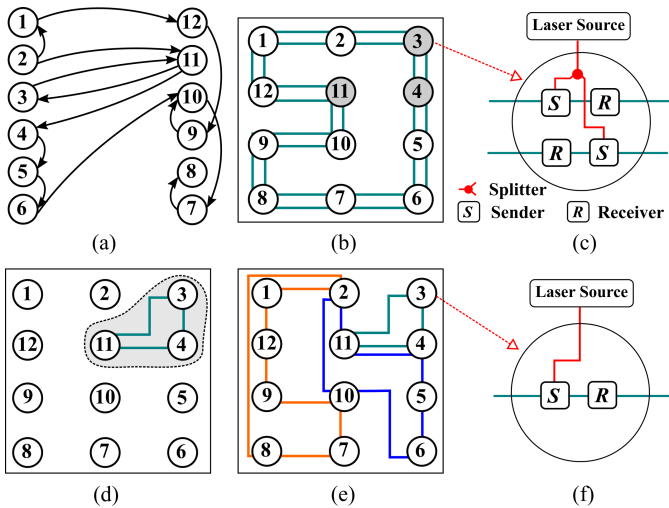 1 12
2 11
3 10
4 9
5 8
6 7
(a)
1 2 3
12 11 4
9 10 5
8 7 6
(b)
Laser Source
S R
R S
Splitter
S Sender R Receiver
(c)
1 2 3
12 11 4
9 10 5
8 7 6
(d)
1 2 3
12 11 4
9 10 5
8 7 6
(e)
Laser Source
S R
(f)